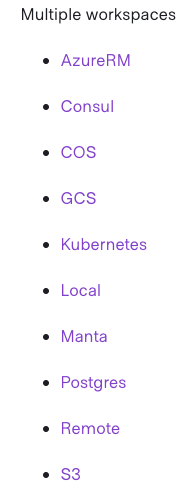 Multiple workspaces
AzureRM
Consul
COS
GCS
Kubernetes
Local
Manta
Postgres
Remote
S3